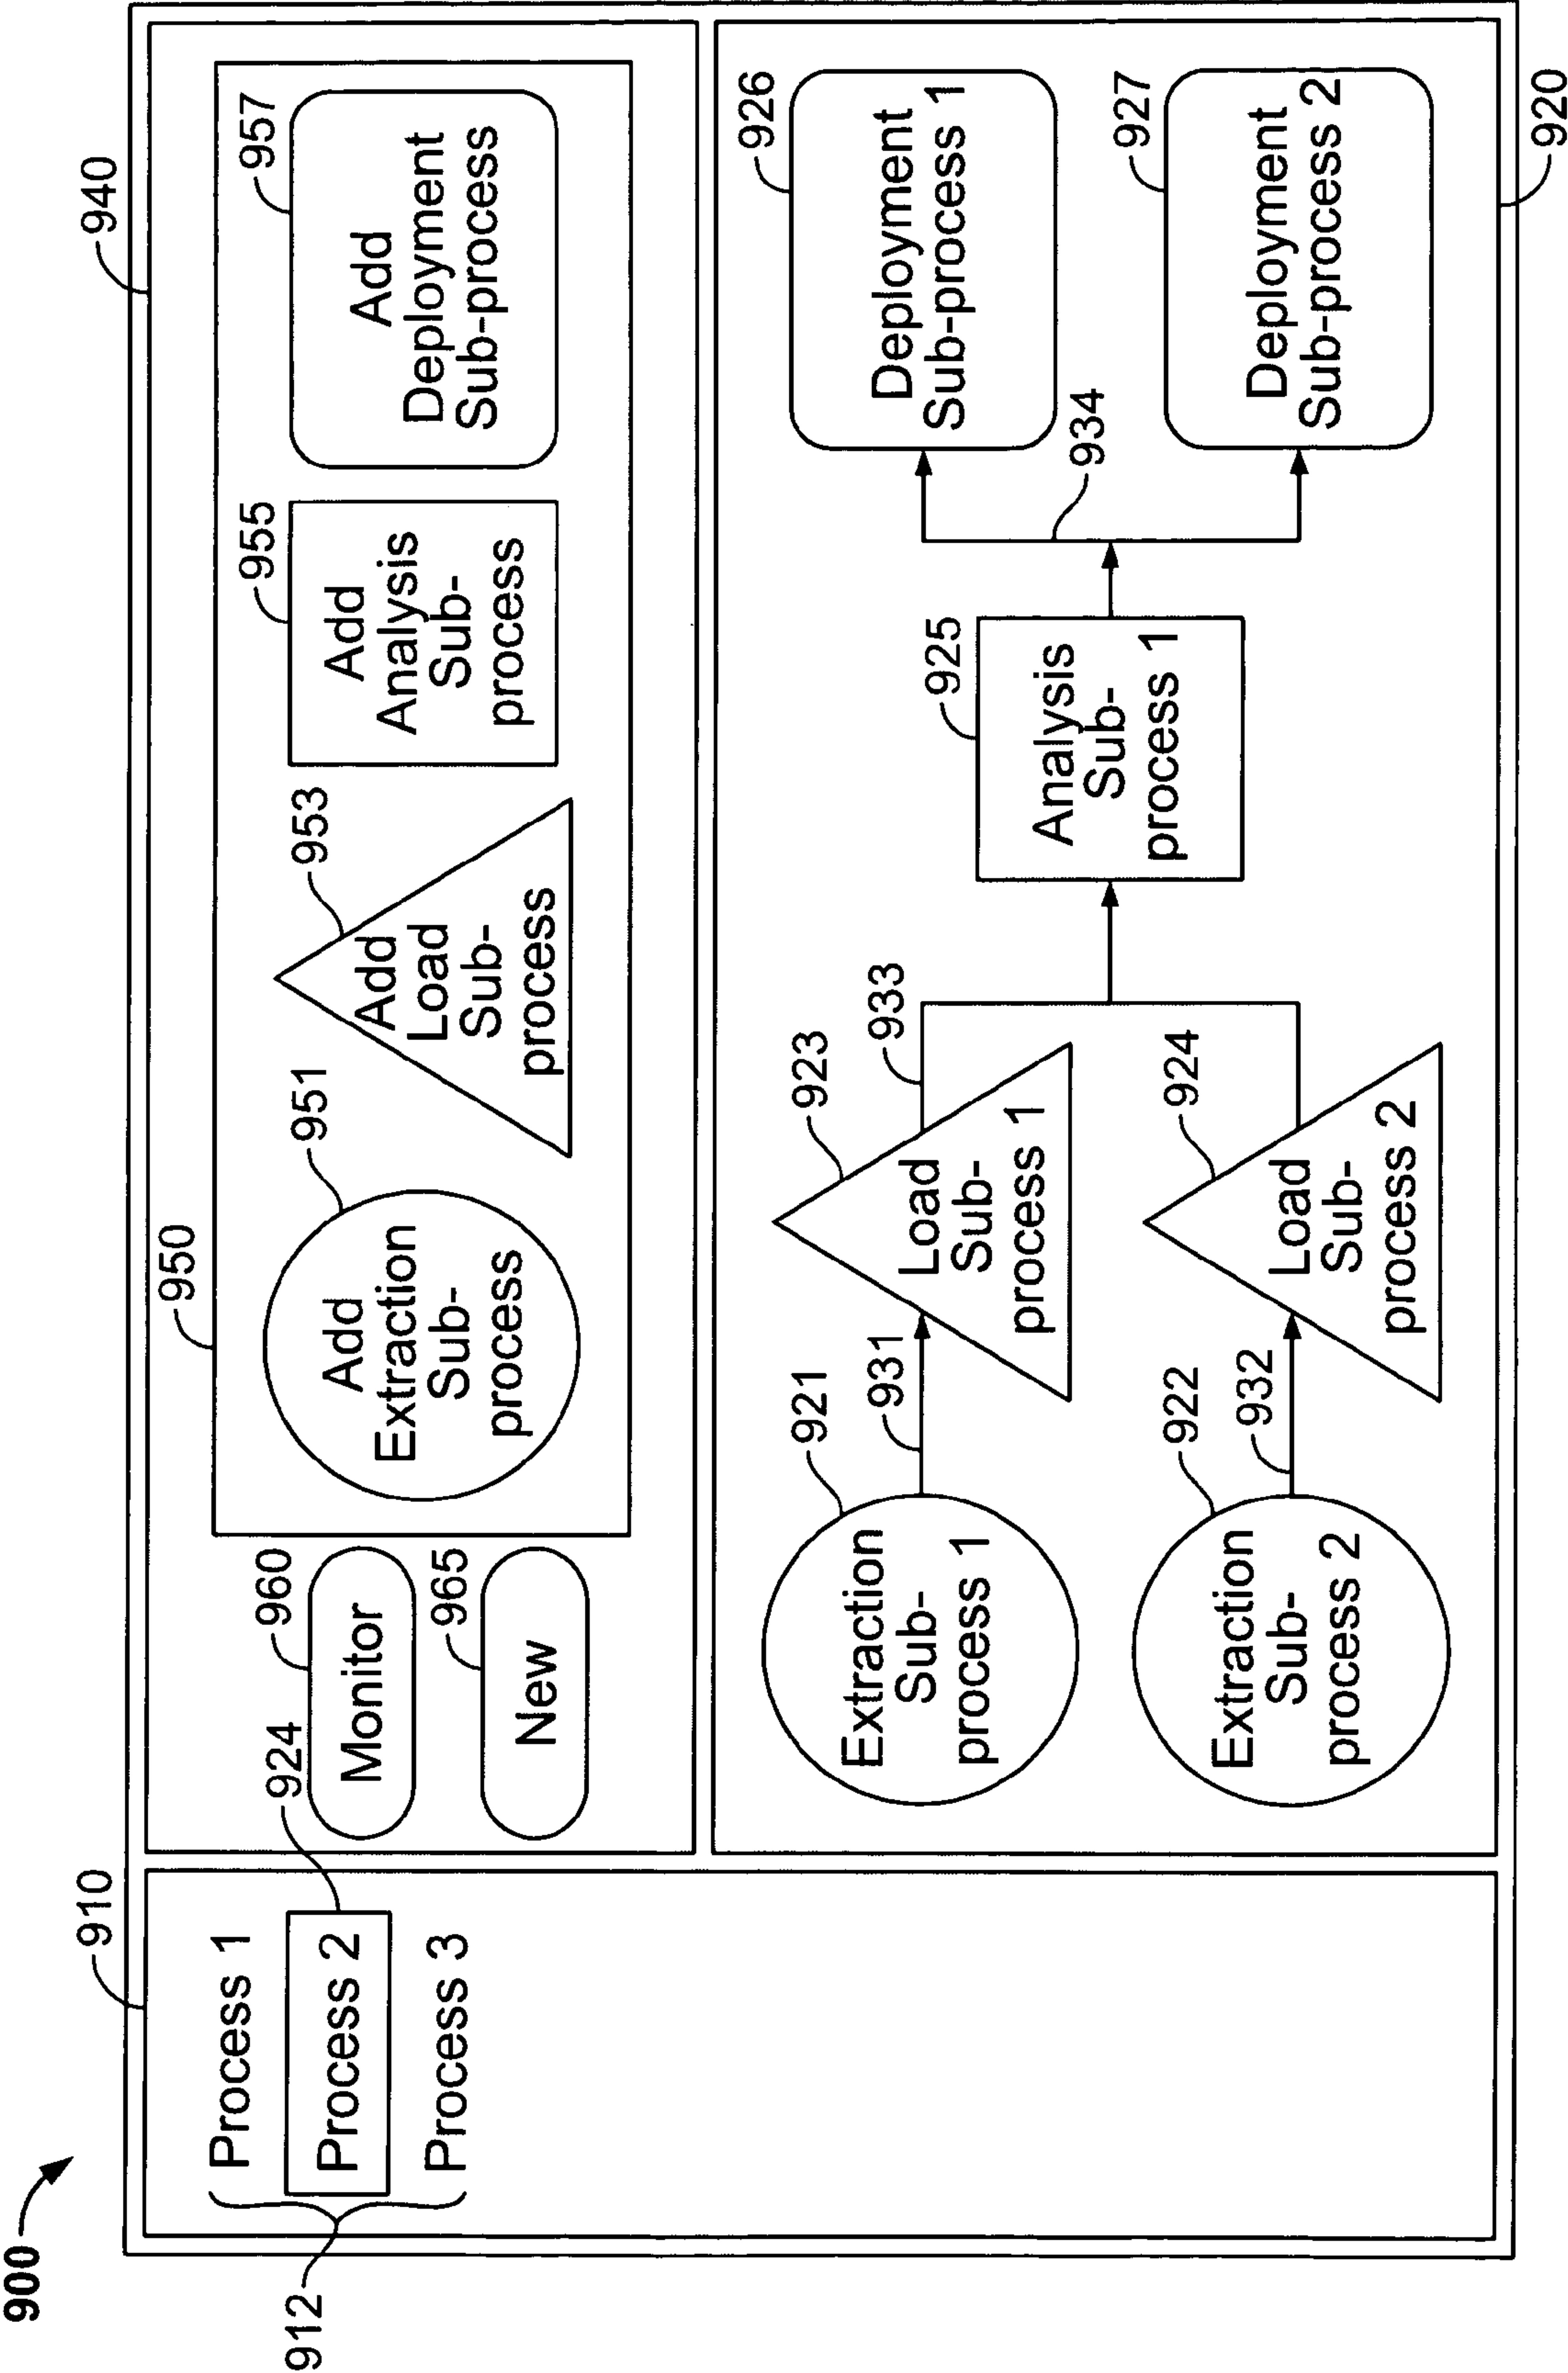 900
910
940
912
Process 1
Process 2
Process 3
924
960
Monitor
965
New
950
951
Add
Extraction
Sub-
process
953
Add
Load
Sub-
process
955
Add
Analysis
Sub-
process
957
Add
Deployment
Sub-process
921
Extraction
Sub-
process 1
931
923
Load
Sub-
process 1
933
922
Extraction
Sub-
process 2
932
924
Load
Sub-
process 2
925
Analysis
Sub-
process 1
934
926
Deployment
Sub-process 1
927
Deployment
Sub-process 2
920